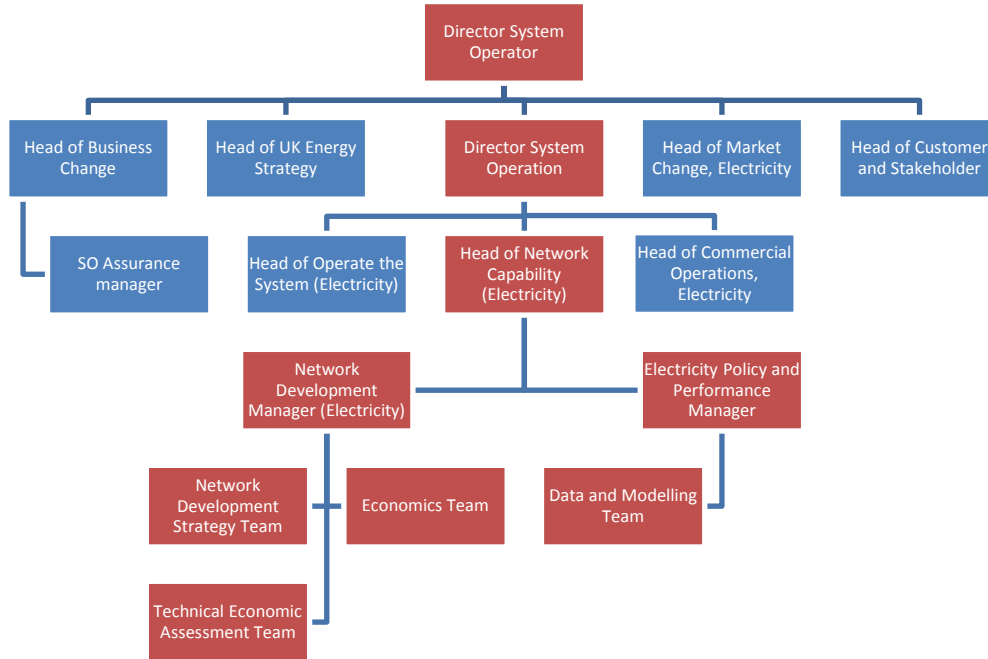 Director System
Operator
Head of Business
Change
Head of UK Energy
Strategy
Director System
Operation
Head of Market
Change, Electricity
Head of Customer
and Stakeholder
SO Assurance
manager
Head of Operate the
System (Electricity)
Head of Network
Capability
(Electricity)
Head of Commercial
Operations,
Electricity
Network
Development
Manager (Electricity)
Electricity Policy and
Performance
Manager
Network
Development
Strategy Team
Economics Team
Data and Modelling
Team
Technical Economic
Assessment Team